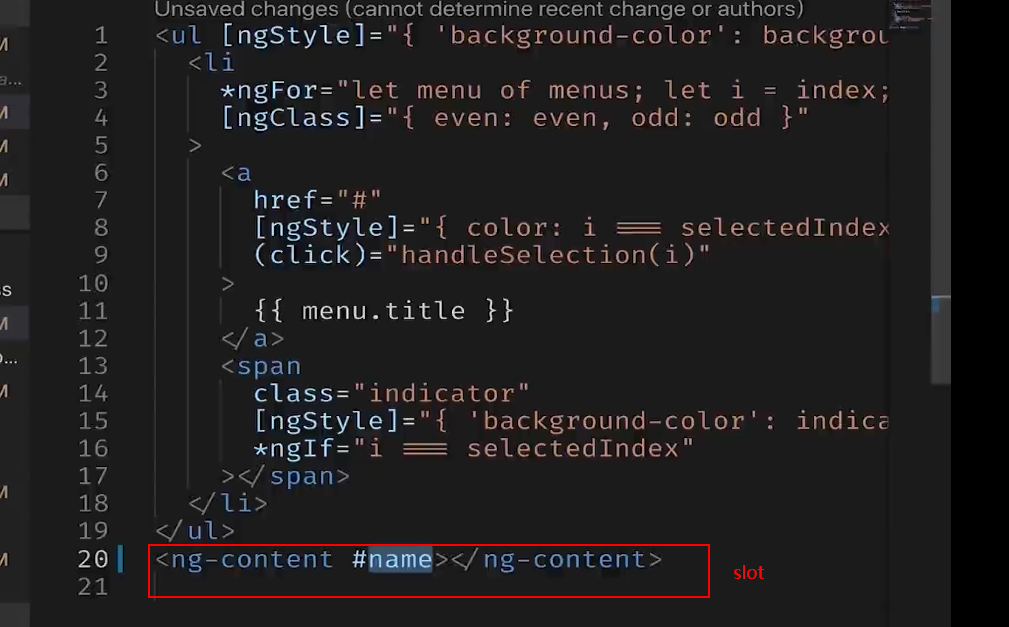 Unsaved changes (cannot determine recent change or authors)
1 <ul [ngStyle]="{ 'background-color': backgrou
2 <li
3 *ngFor="let menu of menus; let i = index;
4 [ngClass]="{ even: even, odd: odd }"
5 >
6 <a
7 href="#"
8 [ngStyle]="{ color: i === selectedIndex
9 (click)="handleSelection(i)"
10 >
11 {{ menu.title }}
12 </a>
13 <span
14 class="indicator"
15 [ngStyle]="{ 'background-color': indica
16 *ngIf="i === selectedIndex"
17 ></span>
18 </li>
19 </ul>
20 <ng-content #name></ng-content>
21
slot